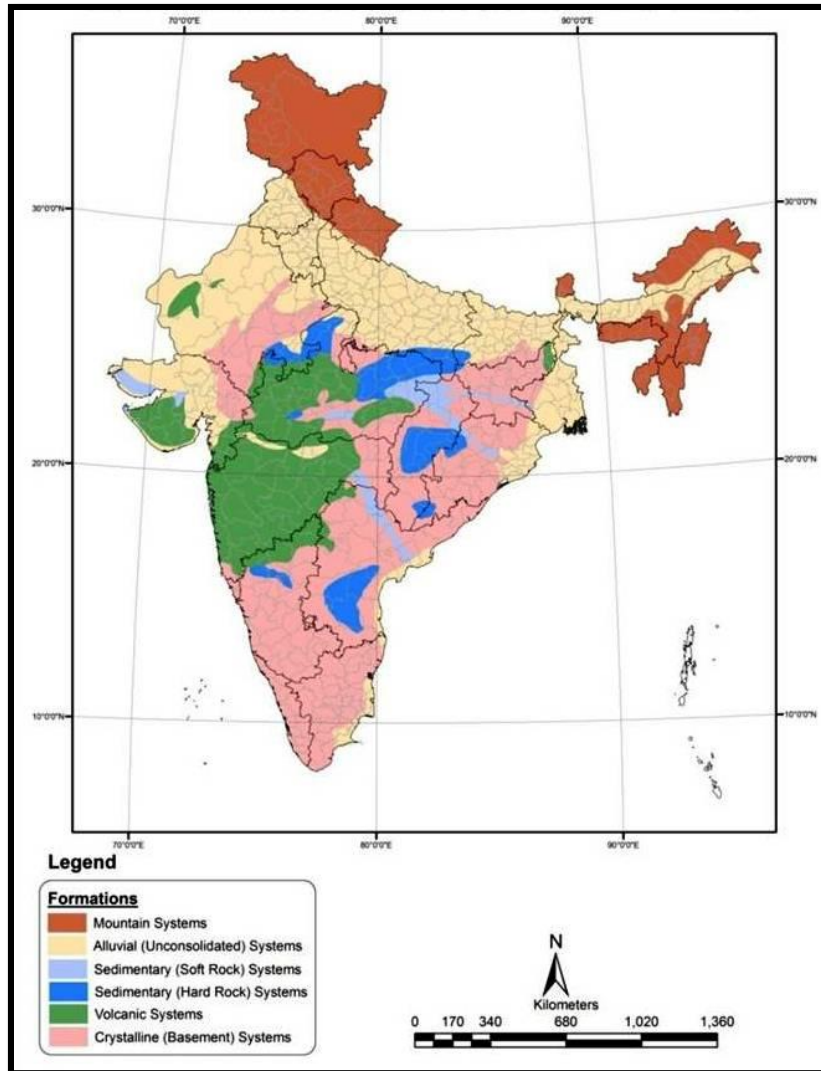 70°0'0"E 80°0'0"E 90°0'0"E
30°0'0"N 30°0'0"N
20°0'0"N 20°0'0"N
10°0'0"N 10°0'0"N
70°0'0"E 80°0'0"E 90°0'0"E
Legend
Formations
Mountain Systems
Alluvial (Unconsolidated) Systems
Sedimentary (Soft Rock) Systems
Sedimentary (Hard Rock) Systems
Volcanic Systems
Crystalline (Basement) Systems
N
Kilometers
0 170 340 680 1,020 1,360